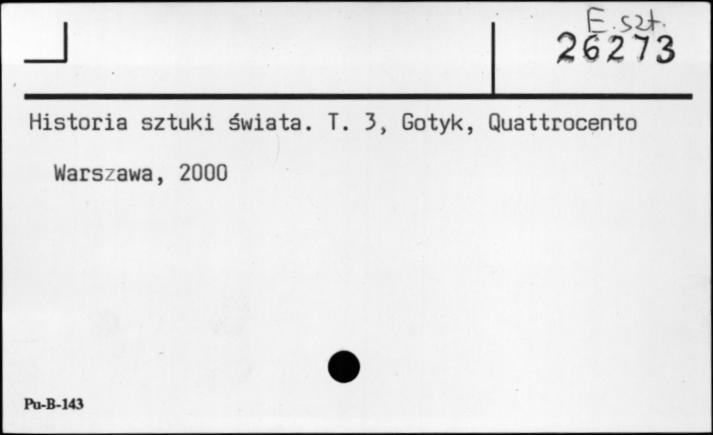 E. szt.
26273
Historia sztuki świata. T. 3, Gotyk, Quattrocento
Warszawa, 2000
Pu-B-143